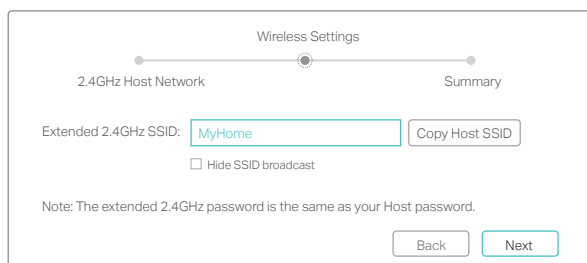 Wireless Settings
2.4GHz Host Network
Summary
Extended 2.4GHz SSID:
MyHome
Copy Host SSID
Hide SSID broadcast
Note: The extended 2.4GHz password is the same as your Host password.
Back
Next